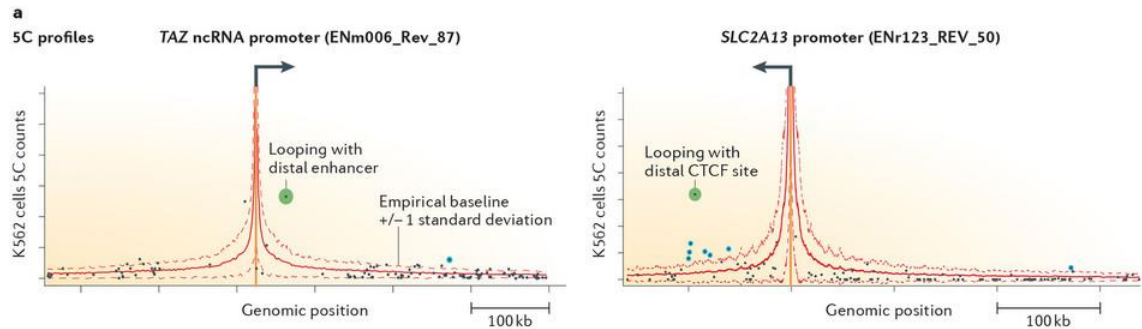 a
5C profiles
TAZ ncRNA promoter (ENm006_Rev_87)
K562 cells 5C counts
Looping with
distal enhancer
Empirical baseline
+/– 1 standard deviation
Genomic position
100 kb
SLC2A13 promoter (ENr123_REV_50)
K562 cells 5C counts
Looping with
distal CTCF site
Genomic position
100 kb